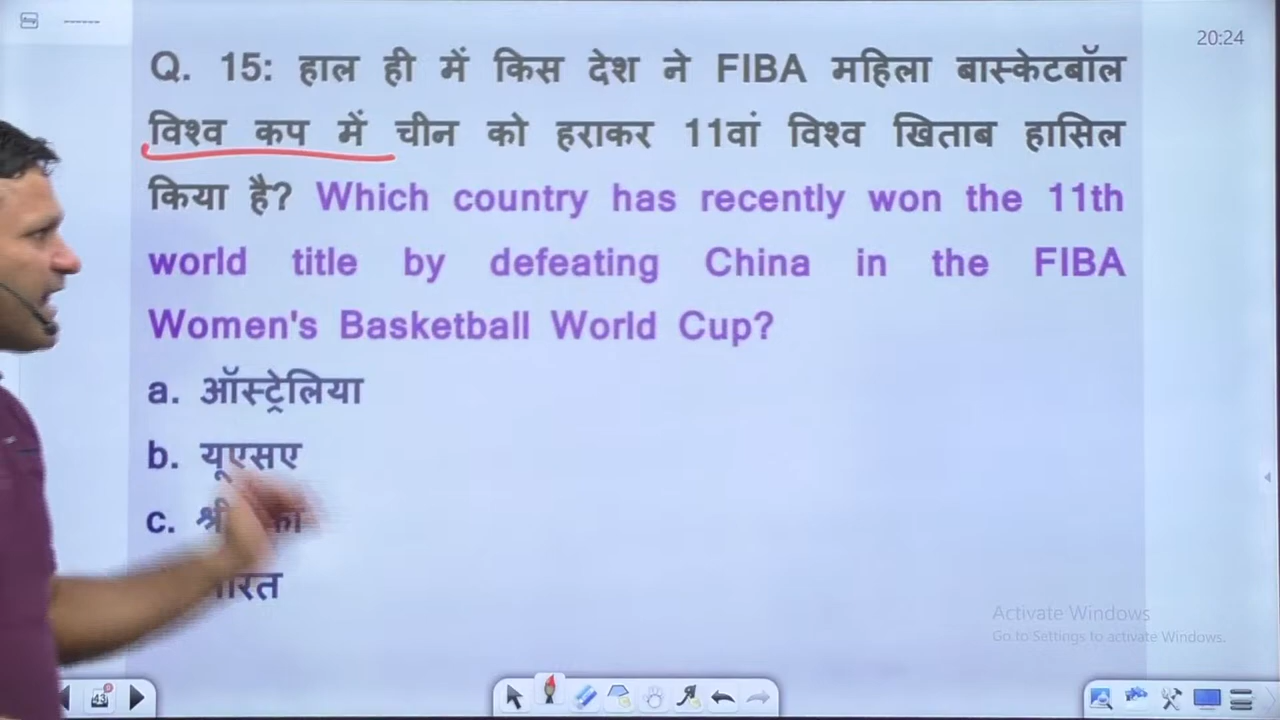 20:24
Q. 15: हाल ही में किस देश ने FIBA महिला बास्केटबॉल
विश्व कप में चीन को हराकर 11वां विश्व खिताब हासिल
किया है? Which country has recently won the 11th
world title by defeating China in the FIBA
Women's Basketball World Cup?
a. ऑस्ट्रेलिया
b. यूएसए
c.
Activate Windows
Go to Settings to activate Windows.
43